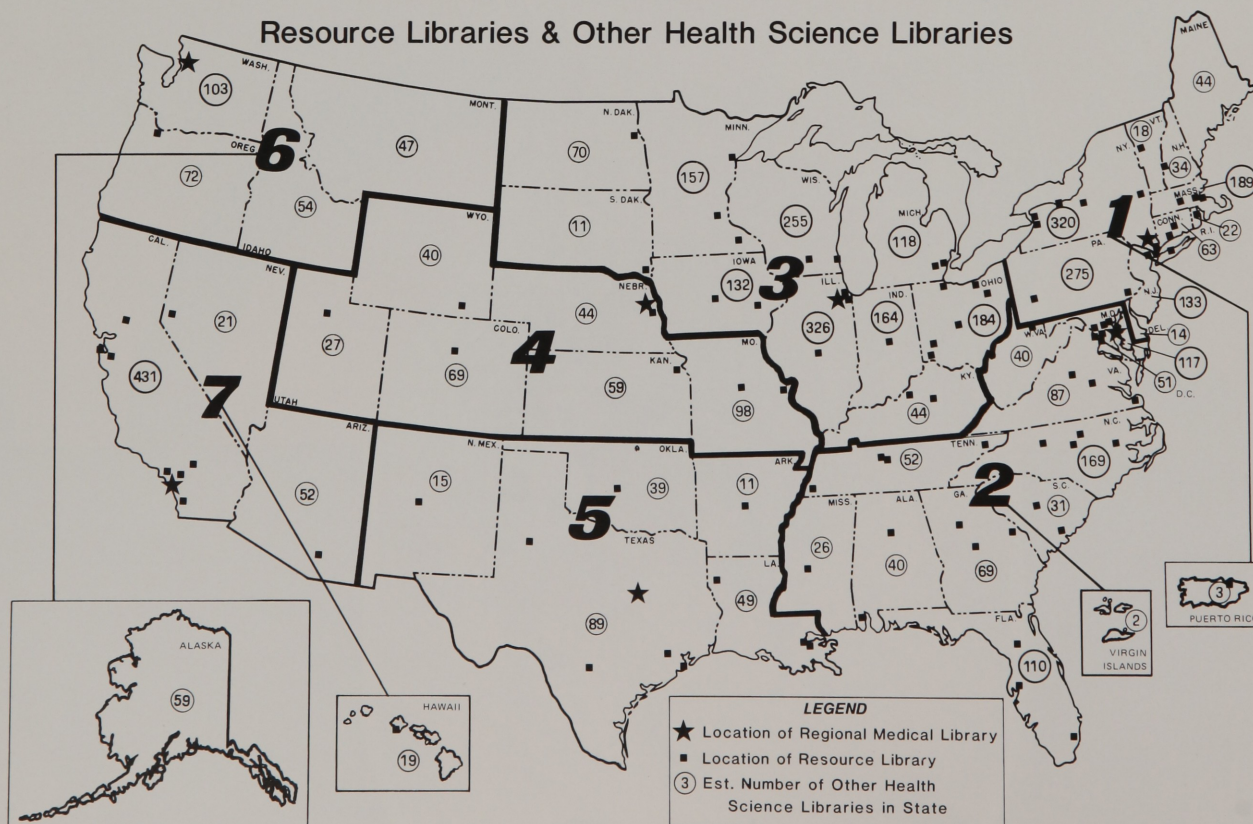 Resource Libraries & Other Health Science Libraries
WASH.
103
6
OREG.
72
54
IDAHO
MONT.
47
WYO.
40
N. DAK.
70
S. DAK.
11
MINN.
157
WIS.
255
MICH.
118
IOWA
132
3
ILL.
326
IND.
164
OHIO
184
KY.
44
NEBR.
44
4
COLO.
69
KAN.
59
MO.
98
UTAH
27
CAL.
431
NEV.
21
7
ARIZ.
52
N. MEX.
15
OKLA.
39
ARK.
11
5
TEXAS
89
LA.
49
TENN.
52
MISS.
26
ALA.
40
GA.
69
2
S.C.
31
N.C.
169
FLA.
110
W.VA.
40
VA.
87
MD.
51
D.C.
117
DEL.
14
N.J.
133
PA.
275
N.Y.
320
1
CONN.
63
R.I.
22
MASS.
189
VT.
18
N.H.
34
MAINE
44
ALASKA
59
HAWAII
19
2
VIRGIN
ISLANDS
3
PUERTO RICO
LEGEND
Location of Regional Medical Library
Location of Resource Library
3 Est. Number of Other Health
Science Libraries in State